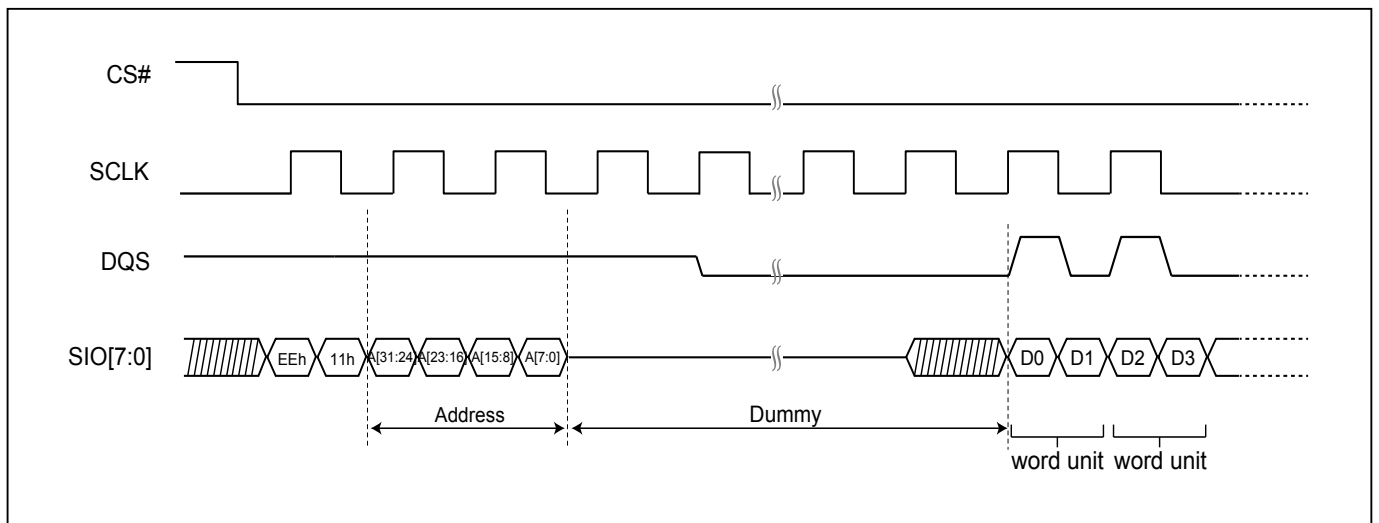 CS#
SCLK
DQS
SIO[7:0]
EEh
11h
A[31:24]
A[23:16]
A[15:8]
A[7:0]
D0
D1
D2
D3
Address
Dummy
word unit
word unit